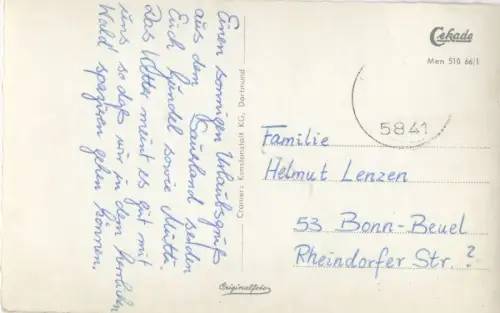 Einen sonnigen Urlaubsgruß
aus dem Sauerland senden
Euch Gündel sowie Mutti.
Das Wetter meint es gut mit
uns so daß wir in dem herrlichen
Wald spazieren gehen können.
Cramers Kunstanstalt KG, Dortmund
Originalfoto
Cekade
Men 510 66/1
5841
Familie
Helmut Lenzen
53 Bonn-Beuel
Rheindorfer Str. ?